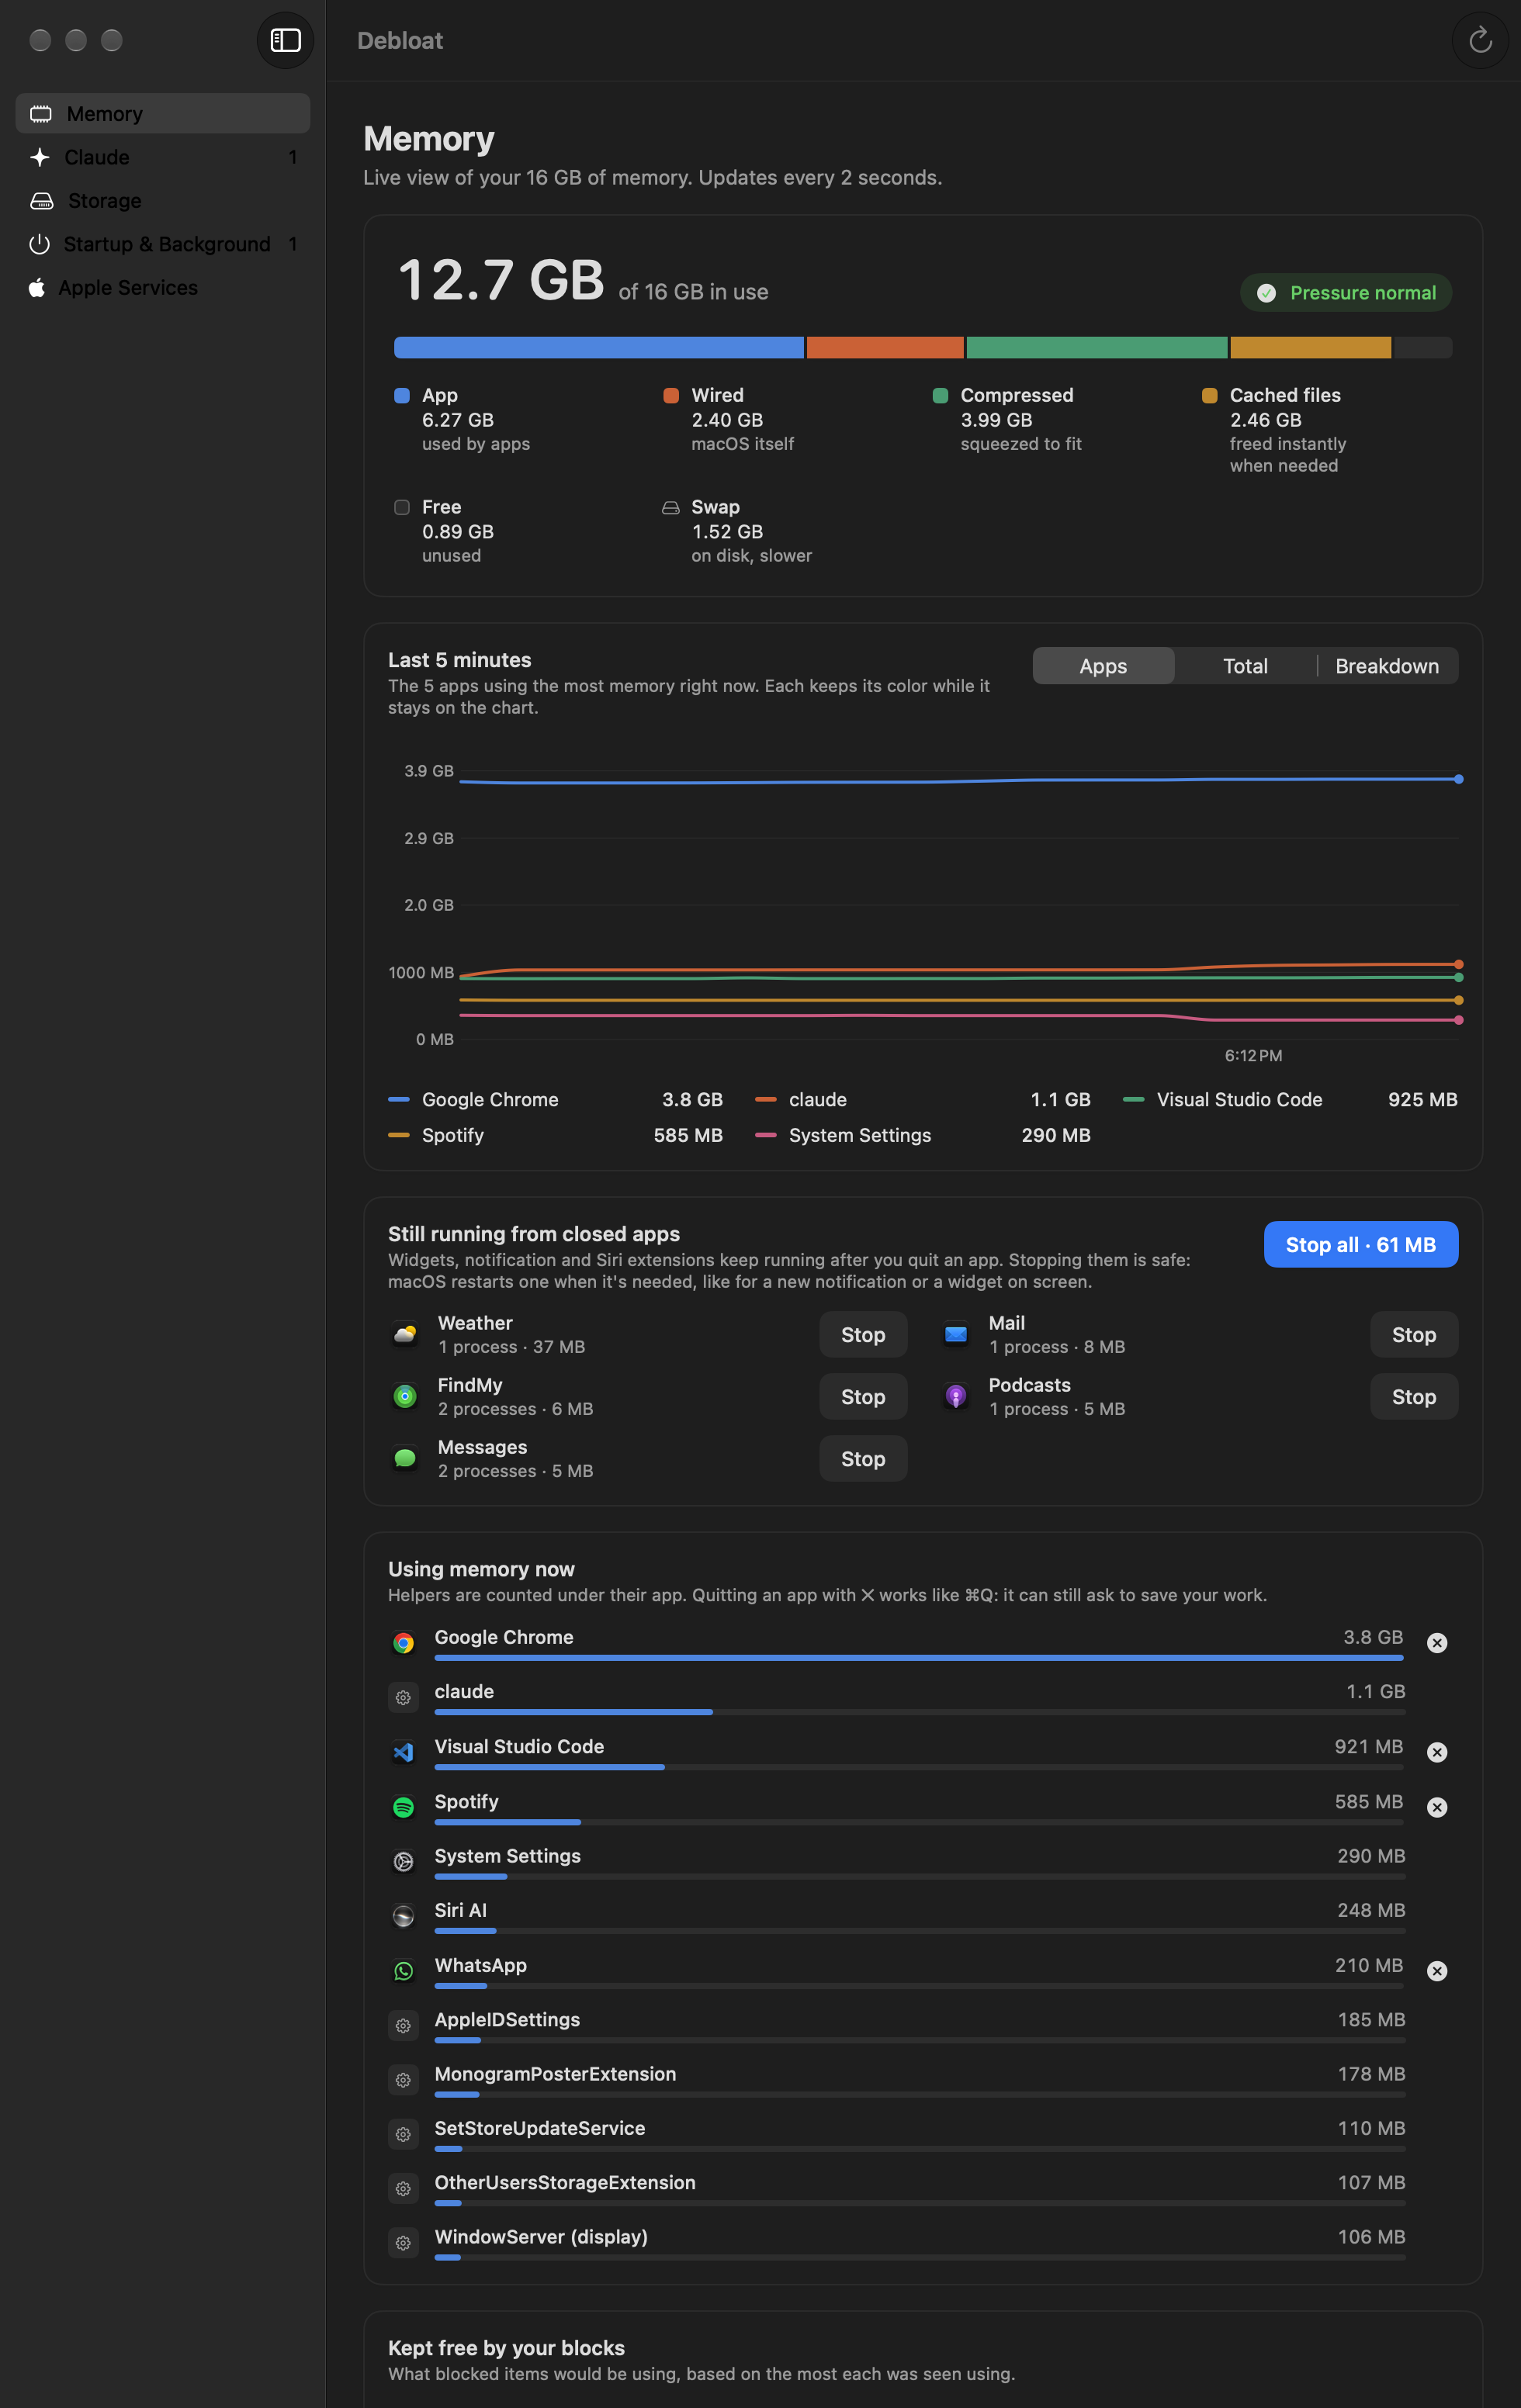 Debloat
Memory
Claude 1
Storage
Startup & Background 1
Apple Services
Memory
Live view of your 16 GB of memory. Updates every 2 seconds.
12.7 GB of 16 GB in use
Pressure normal
App
6.27 GB
used by apps
Wired
2.40 GB
macOS itself
Compressed
3.99 GB
squeezed to fit
Cached files
2.46 GB
freed instantly
when needed
Free
0.89 GB
unused
Swap
1.52 GB
on disk, slower
Last 5 minutes
The 5 apps using the most memory right now. Each keeps its color while it
stays on the chart.
Apps Total Breakdown
3.9 GB
2.9 GB
2.0 GB
1000 MB
0 MB
6:12 PM
Google Chrome 3.8 GB
claude 1.1 GB
Visual Studio Code 925 MB
Spotify 585 MB
System Settings 290 MB
Still running from closed apps
Widgets, notification and Siri extensions keep running after you quit an app. Stopping them is safe:
macOS restarts one when it's needed, like for a new notification or a widget on screen.
Stop all · 61 MB
Weather
1 process · 37 MB
Stop
Mail
1 process · 8 MB
Stop
FindMy
2 processes · 6 MB
Stop
Podcasts
1 process · 5 MB
Stop
Messages
2 processes · 5 MB
Stop
Using memory now
Helpers are counted under their app. Quitting an app with ✕ works like ⌘Q: it can still ask to save your work.
Google Chrome 3.8 GB
claude 1.1 GB
Visual Studio Code 921 MB
Spotify 585 MB
System Settings 290 MB
Siri AI 248 MB
WhatsApp 210 MB
AppleIDSettings 185 MB
MonogramPosterExtension 178 MB
SetStoreUpdateService 110 MB
OtherUsersStorageExtension 107 MB
WindowServer (display) 106 MB
Kept free by your blocks
What blocked items would be using, based on the most each was seen using.